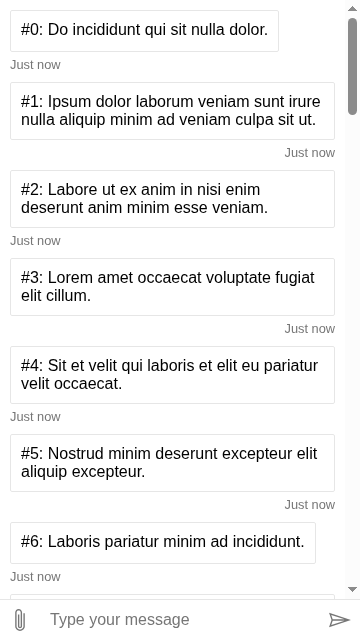 #0: Do incididunt qui sit nulla dolor.
Just now
#1: Ipsum dolor laborum veniam sunt irure
nulla aliquip minim ad veniam culpa sit ut.
Just now
#2: Labore ut ex anim in nisi enim
deserunt anim minim esse veniam.
Just now
#3: Lorem amet occaecat voluptate fugiat
elit cillum.
Just now
#4: Sit et velit qui laboris et elit eu pariatur
velit occaecat.
Just now
#5: Nostrud minim deserunt excepteur elit
aliquip excepteur.
Just now
#6: Laboris pariatur minim ad incididunt.
Just now
Type your message